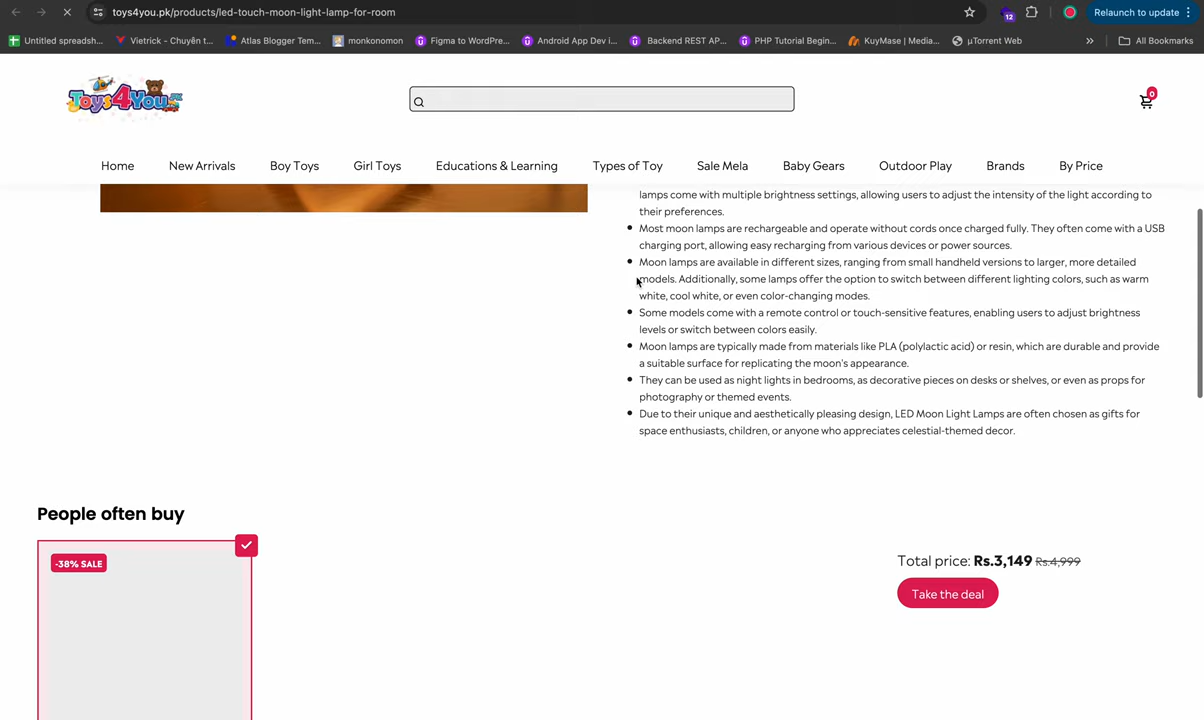 toys4you.pk/products/led-touch-moon-light-lamp-for-room
12
Relaunch to update
Untitled spreadsh...
Vietrick - Chuyên t...
Atlas Blogger Tem...
monkonomon
Figma to WordPre...
Android App Dev i...
Backend REST AP...
PHP Tutorial Begin...
KuyMase | Media...
µTorrent Web
All Bookmarks
Toys4You.PK
0
Home
New Arrivals
Boy Toys
Girl Toys
Educations & Learning
Types of Toy
Sale Mela
Baby Gears
Outdoor Play
Brands
By Price
lamps come with multiple brightness settings, allowing users to adjust the intensity of the light according to
their preferences.
Most moon lamps are rechargeable and operate without cords once charged fully. They often come with a USB
charging port, allowing easy recharging from various devices or power sources.
Moon lamps are available in different sizes, ranging from small handheld versions to larger, more detailed
models. Additionally, some lamps offer the option to switch between different lighting colors, such as warm
white, cool white, or even color-changing modes.
Some models come with a remote control or touch-sensitive features, enabling users to adjust brightness
levels or switch between colors easily.
Moon lamps are typically made from materials like PLA (polylactic acid) or resin, which are durable and provide
a suitable surface for replicating the moon's appearance.
They can be used as night lights in bedrooms, as decorative pieces on desks or shelves, or even as props for
photography or themed events.
Due to their unique and aesthetically pleasing design, LED Moon Light Lamps are often chosen as gifts for
space enthusiasts, children, or anyone who appreciates celestial-themed decor.
People often buy
-38% SALE
Total price: Rs.3,149 Rs.4,999
Take the deal